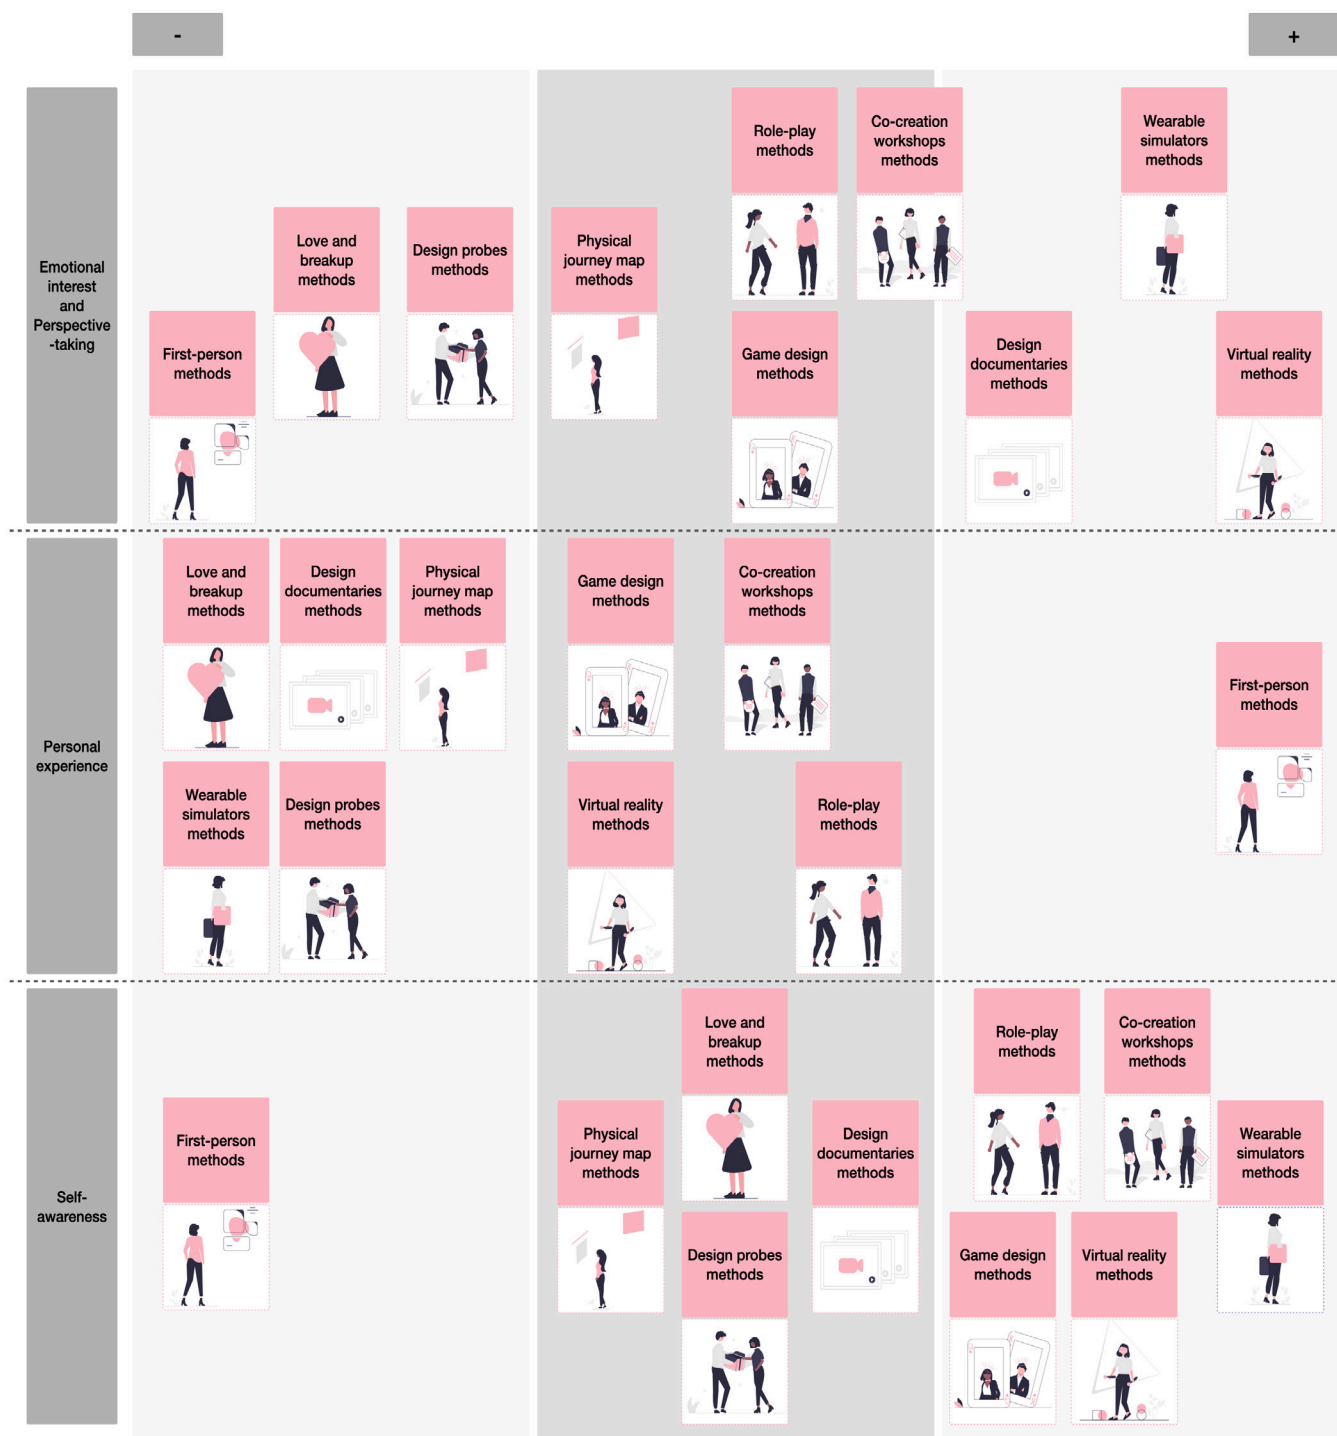 -
+
Emotional
interest
and
Perspective
-taking
First-person
methods
Love and
breakup
methods
Design probes
methods
Physical
journey map
methods
Role-play
methods
Co-creation
workshops
methods
Game design
methods
Design
documentaries
methods
Wearable
simulators
methods
Virtual reality
methods
Personal
experience
Love and
breakup
methods
Design
documentaries
methods
Physical
journey map
methods
Wearable
simulators
methods
Design probes
methods
Game design
methods
Co-creation
workshops
methods
Virtual reality
methods
Role-play
methods
First-person
methods
Self-
awareness
First-person
methods
Physical
journey map
methods
Love and
breakup
methods
Design probes
methods
Design
documentaries
methods
Role-play
methods
Co-creation
workshops
methods
Wearable
simulators
methods
Game design
methods
Virtual reality
methods